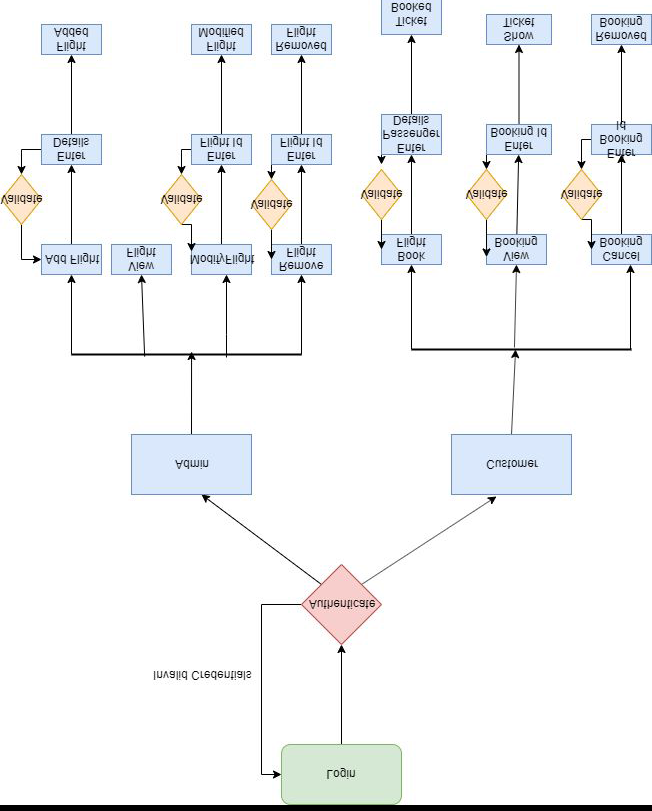 Login
Invalid Credentials
Authenticate
Admin
Customer
Add Flight
View
Flight
ModifyFlight
Remove
Flight
Book
Flight
View
Booking
Cancel
Booking
Validate
Validate
Validate
Validate
Validate
Validate
Enter
Details
Enter
Flight Id
Enter
Flight Id
Enter
Passenger
Details
Enter
Booking Id
Enter
Booking
Id
Flight
Added
Flight
Modified
Removed
Flight
Ticket
Booked
Show
Ticket
Removed
Booking